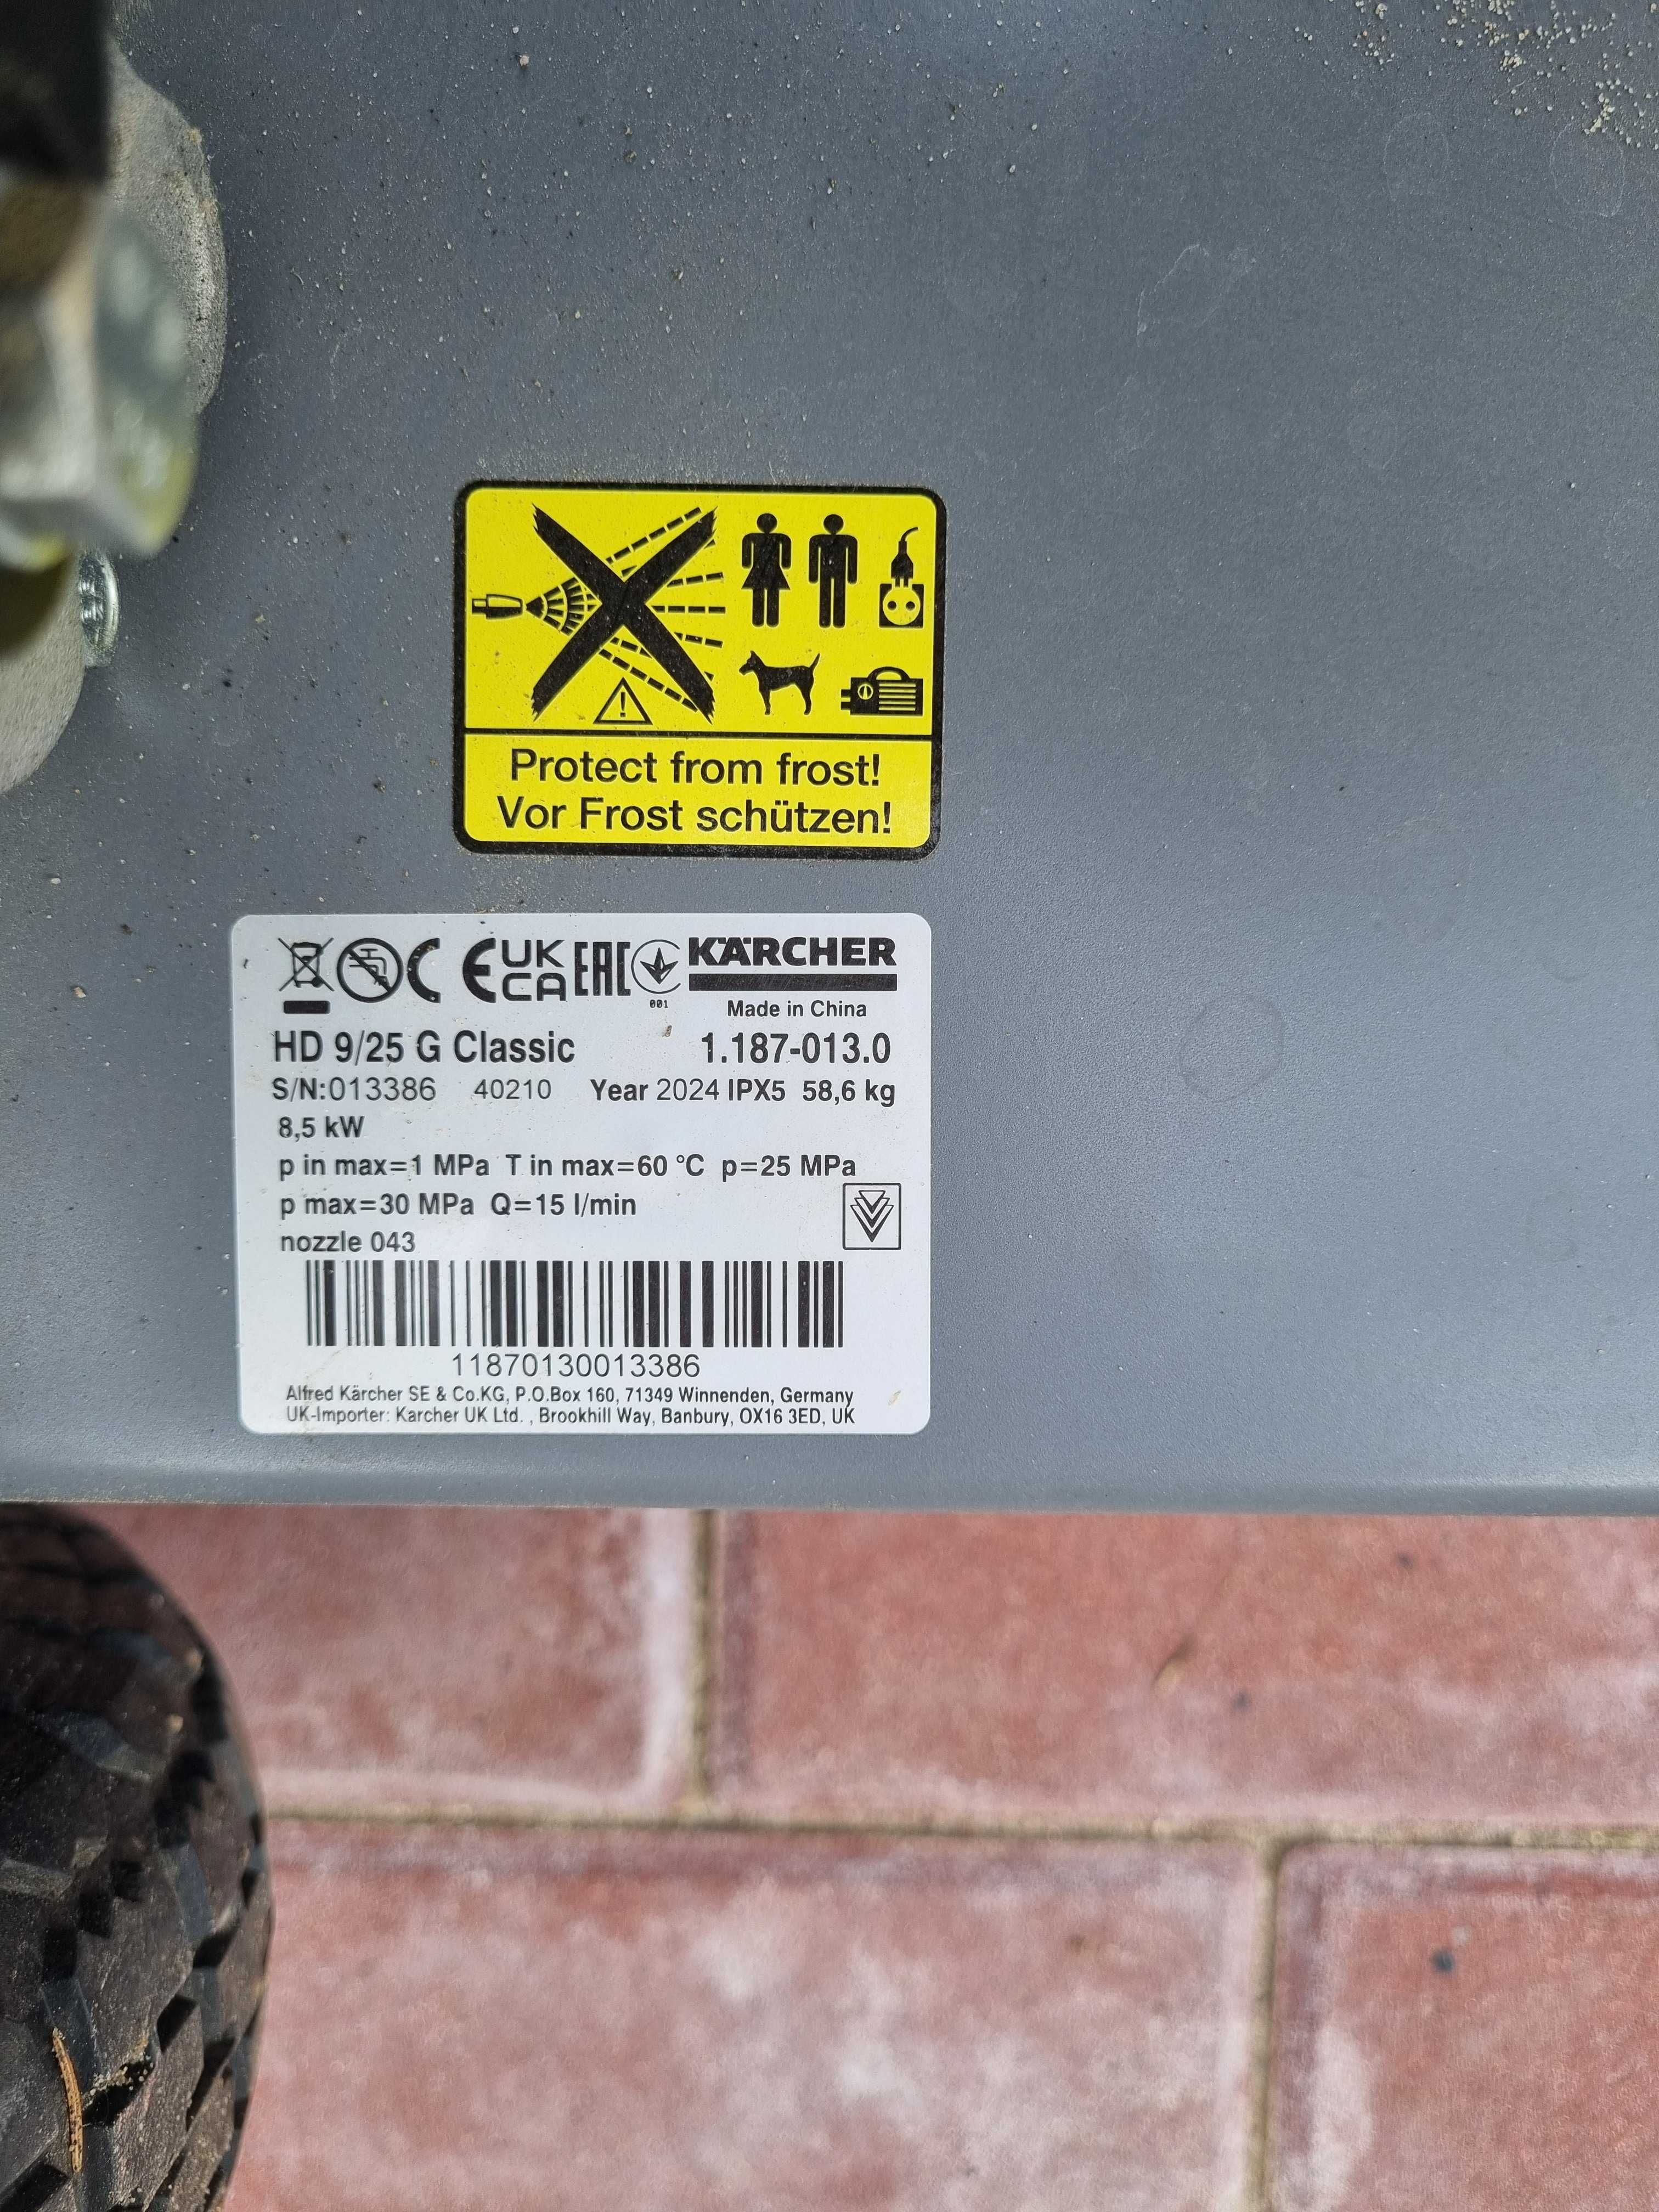 Protect from frost!
Vor Frost schützen!
CE UK CA EAC 001 KÄRCHER
Made in China
HD 9/25 G Classic 1.187-013.0
S/N:013386 40210 Year 2024 IPX5 58,6 kg
8,5 kW
p in max=1 MPa T in max=60 °C p=25 MPa
p max=30 MPa Q=15 l/min
nozzle 043
11870130013386
Alfred Kärcher SE & Co.KG, P.O.Box 160, 71349 Winnenden, Germany
UK-Importer: Karcher UK Ltd. , Brookhill Way, Banbury, OX16 3ED, UK